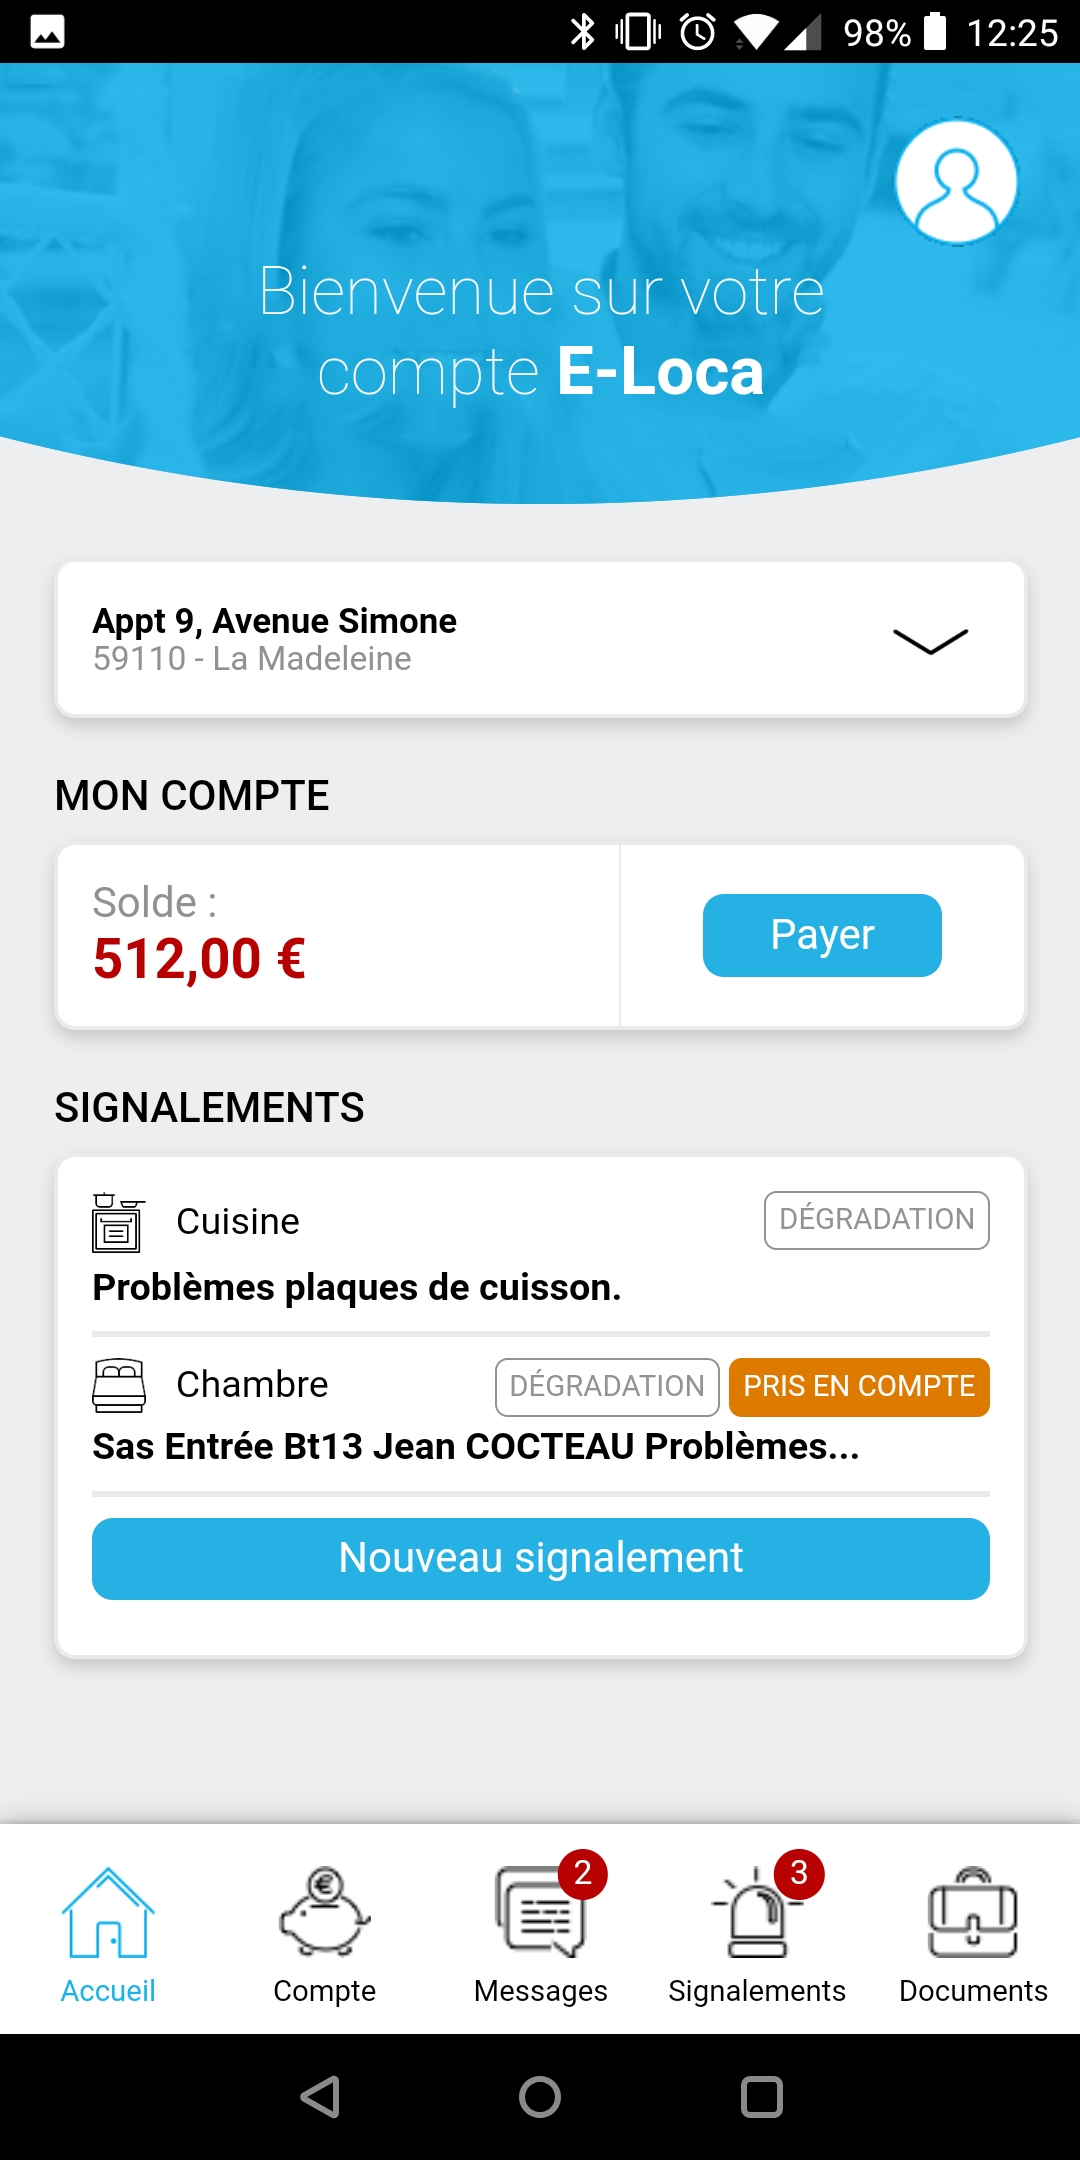 98% 12:25
Bienvenue sur votre
compte E-Loca
Appt 9, Avenue Simone
59110 - La Madeleine
MON COMPTE
Solde :
512,00 €
Payer
SIGNALEMENTS
Cuisine DÉGRADATION
Problèmes plaques de cuisson.
Chambre DÉGRADATION PRIS EN COMPTE
Sas Entrée Bt13 Jean COCTEAU Problèmes...
Nouveau signalement
2 3
Accueil Compte Messages Signalements Documents